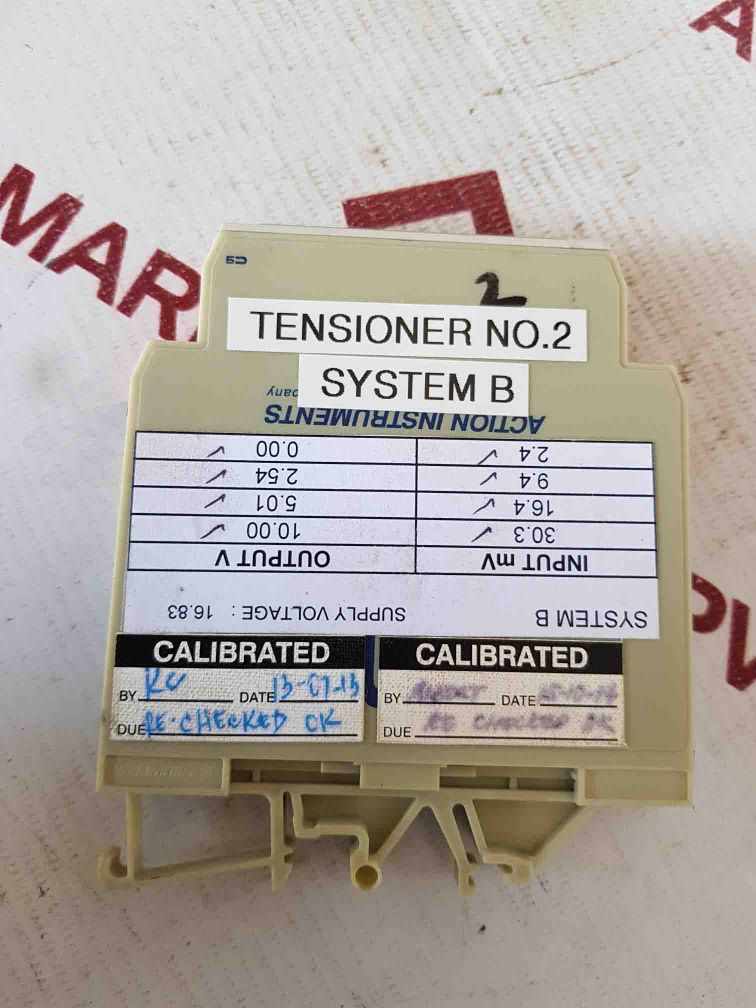 2
TENSIONER NO.2
SYSTEM B
ACTION INSTRUMENTS
SYSTEM B SUPPLY VOLTAGE : 16.83
INPUT mV OUTPUT V
30.3 ✓ 10.00 ✓
16.4 ✓ 5.01 ✓
9.4 ✓ 2.54 ✓
2.4 ✓ 0.00 ✓
CALIBRATED
BY RC DATE 13-07-13
DUE RE-CHECKED OK
CALIBRATED
BY DATE
DUE RE CHECKED OK
MAR